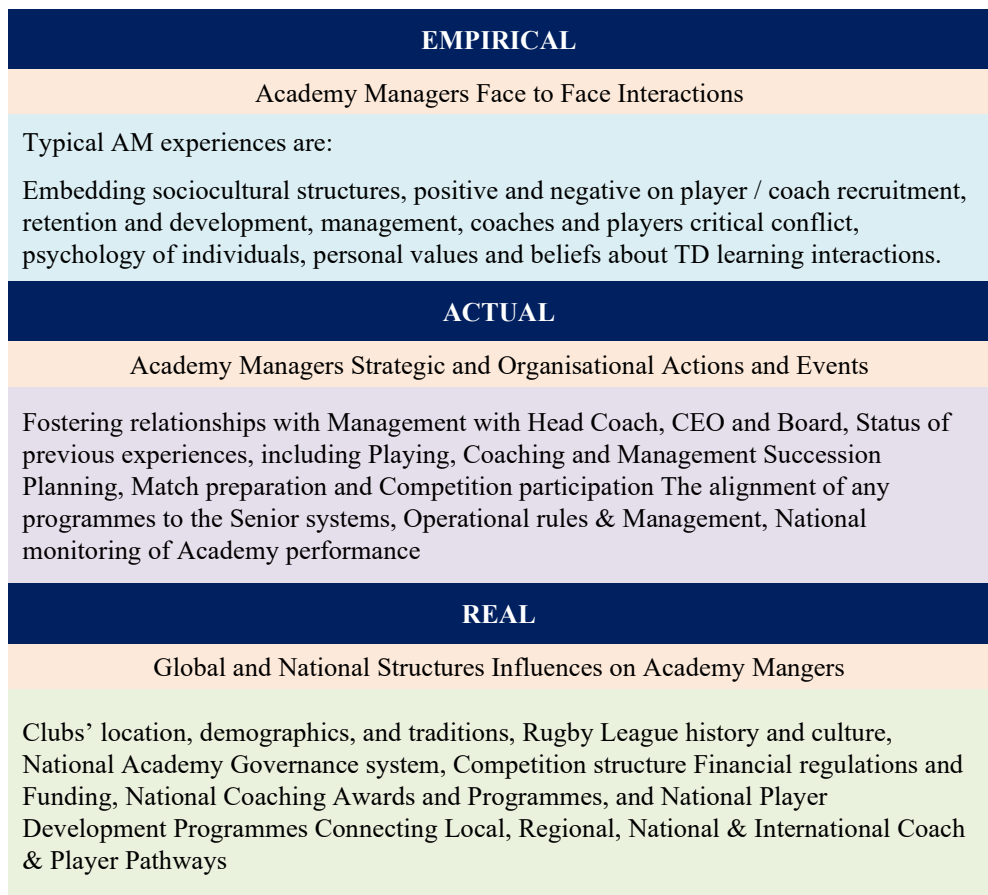 EMPIRICAL
Academy Managers Face to Face Interactions
Typical AM experiences are:
Embedding sociocultural structures, positive and negative on player / coach recruitment,
retention and development, management, coaches and players critical conflict,
psychology of individuals, personal values and beliefs about TD learning interactions.
ACTUAL
Academy Managers Strategic and Organisational Actions and Events
Fostering relationships with Management with Head Coach, CEO and Board, Status of
previous experiences, including Playing, Coaching and Management Succession
Planning, Match preparation and Competition participation The alignment of any
programmes to the Senior systems, Operational rules & Management, National
monitoring of Academy performance
REAL
Global and National Structures Influences on Academy Mangers
Clubs’ location, demographics, and traditions, Rugby League history and culture,
National Academy Governance system, Competition structure Financial regulations and
Funding, National Coaching Awards and Programmes, and National Player
Development Programmes Connecting Local, Regional, National & International Coach
& Player Pathways